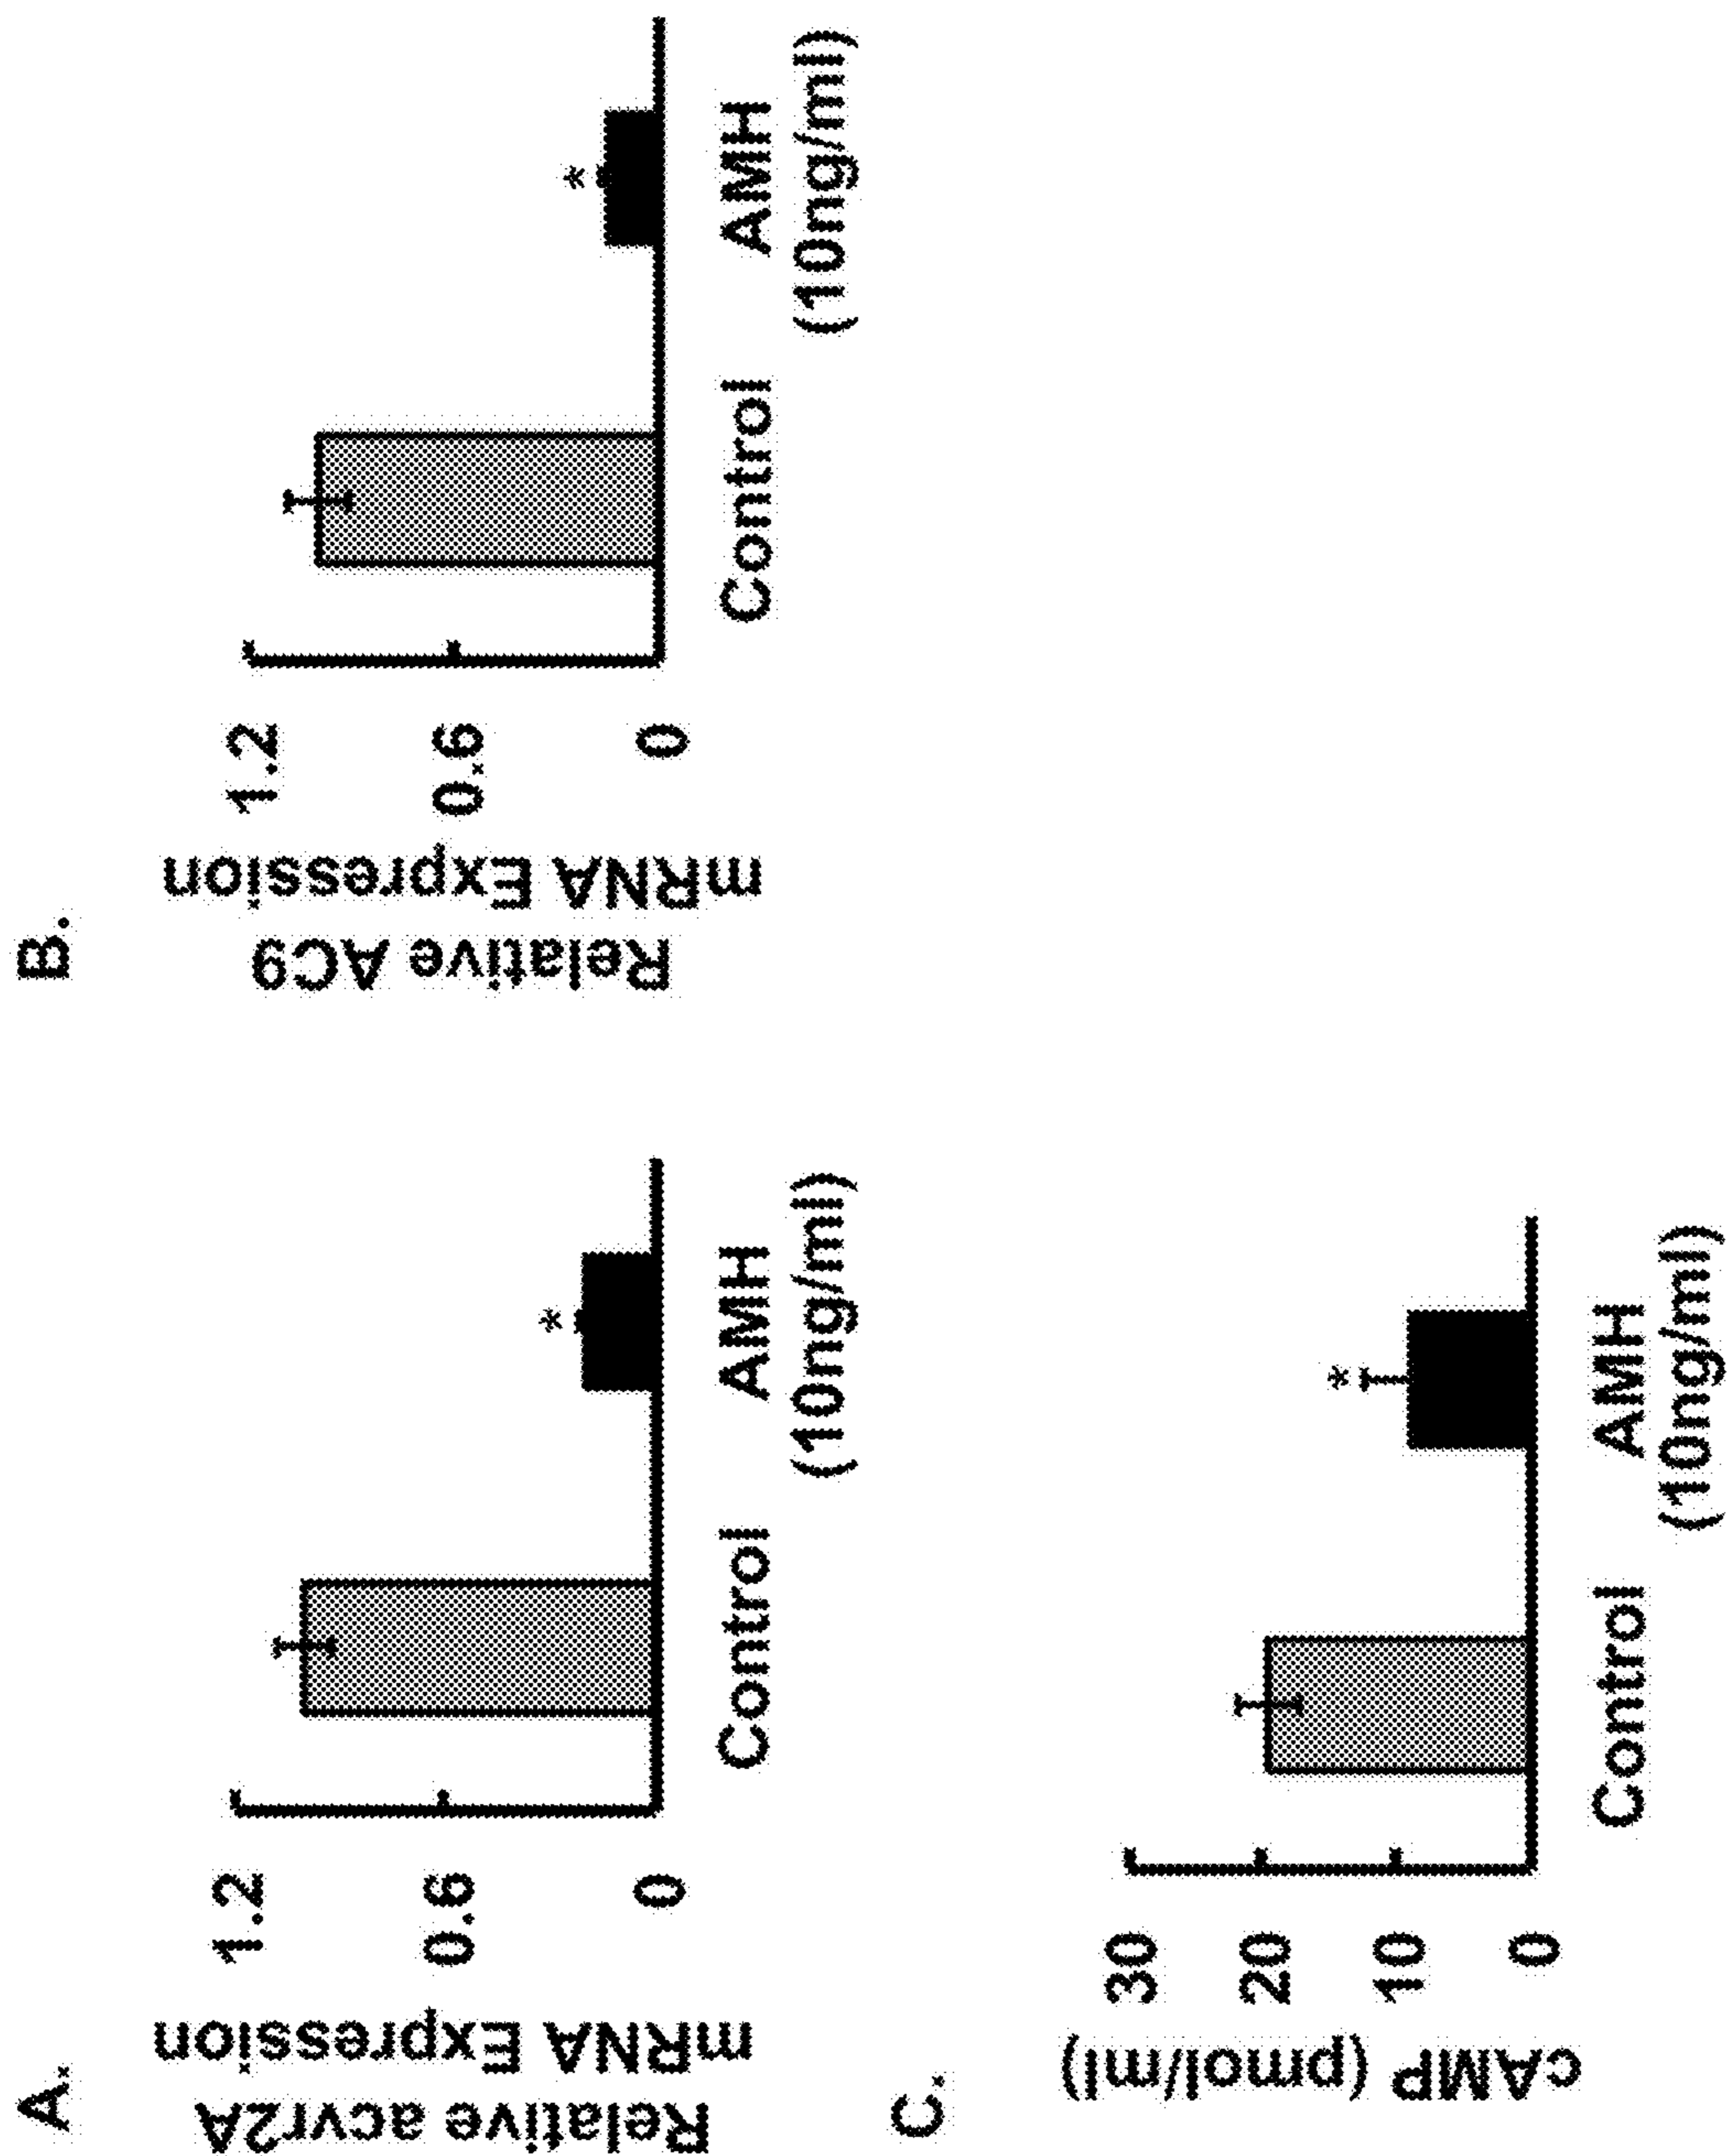 A.
Relative acvr2A
mRNA Expression
1.2
0.6
0
*
Control
AMH
(10ng/ml)
B.
Relative AC9
mRNA Expression
1.2
0.6
0
*
Control
AMH
(10ng/ml)
C.
cAMP (pmol/ml)
30
20
10
0
*
Control
AMH
(10ng/ml)